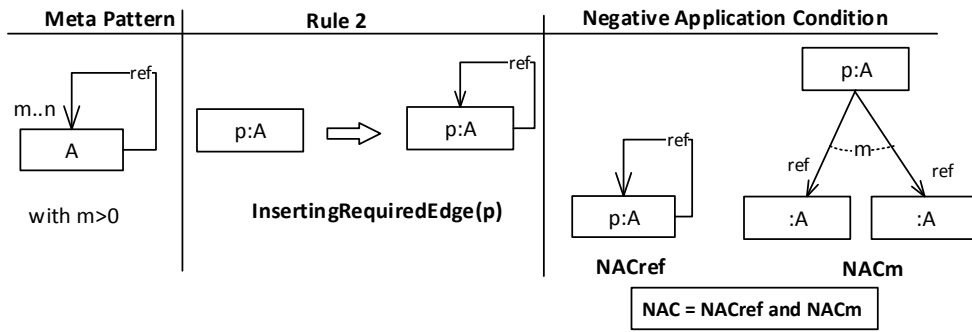 Meta Pattern
Rule 2
Negative Application Condition
ref
m..n
A
with m>0
p:A
ref
p:A
InsertingRequiredEdge(p)
ref
p:A
NACref
p:A
m
ref
ref
:A
:A
NACm
NAC = NACref and NACm